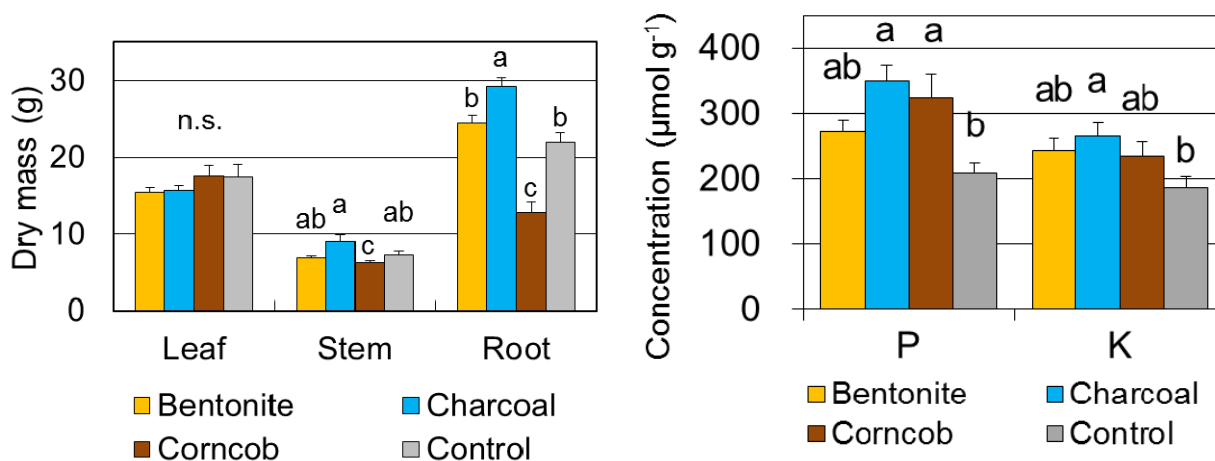 Dry mass (g)
30
20
10
0
n.s.
ab
a
c
ab
b
a
c
b
Leaf Stem Root
Bentonite Charcoal
Corncob Control
Concentration (μmol g⁻¹)
400
300
200
100
0
ab
a
a
b
ab
a
ab
b
P K
Bentonite Charcoal
Corncob Control